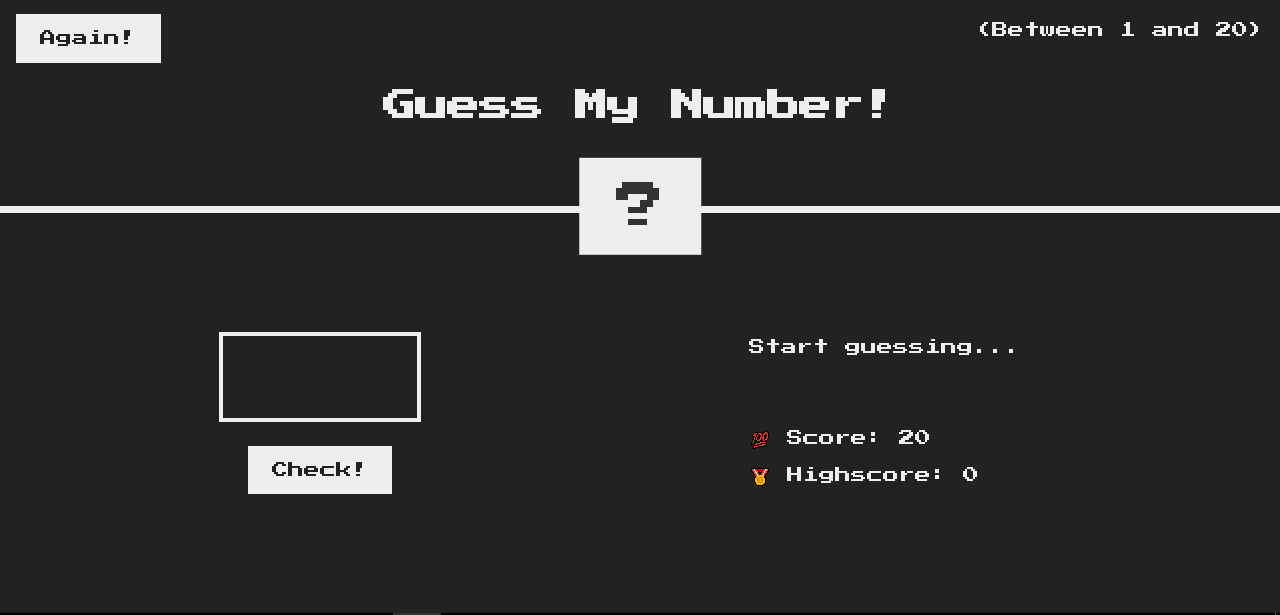 Again!
(Between 1 and 20)
Guess My Number!
?
Start guessing...
Check!
💯 Score: 20
🥇 Highscore: 0